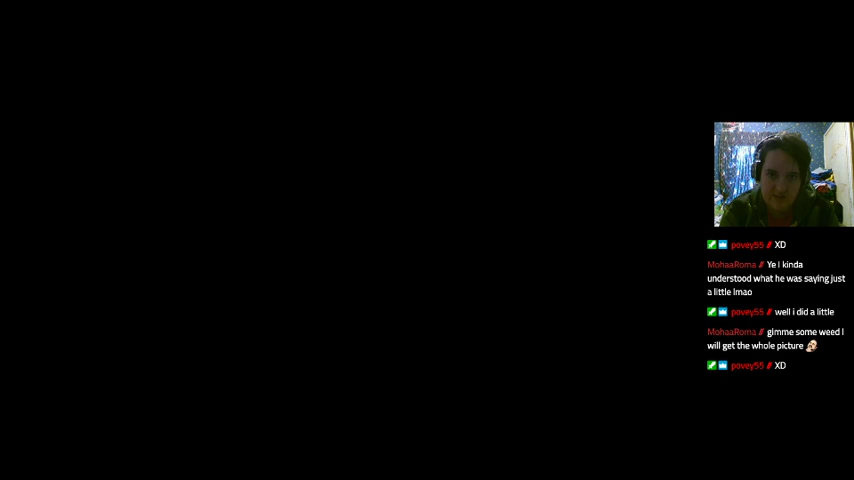 povey55 // XD
MohaaRoma // Ye I kinda
understood what he was saying just
a little lmao
povey55 // well i did a little
MohaaRoma // gimme some weed I
will get the whole picture
povey55 // XD